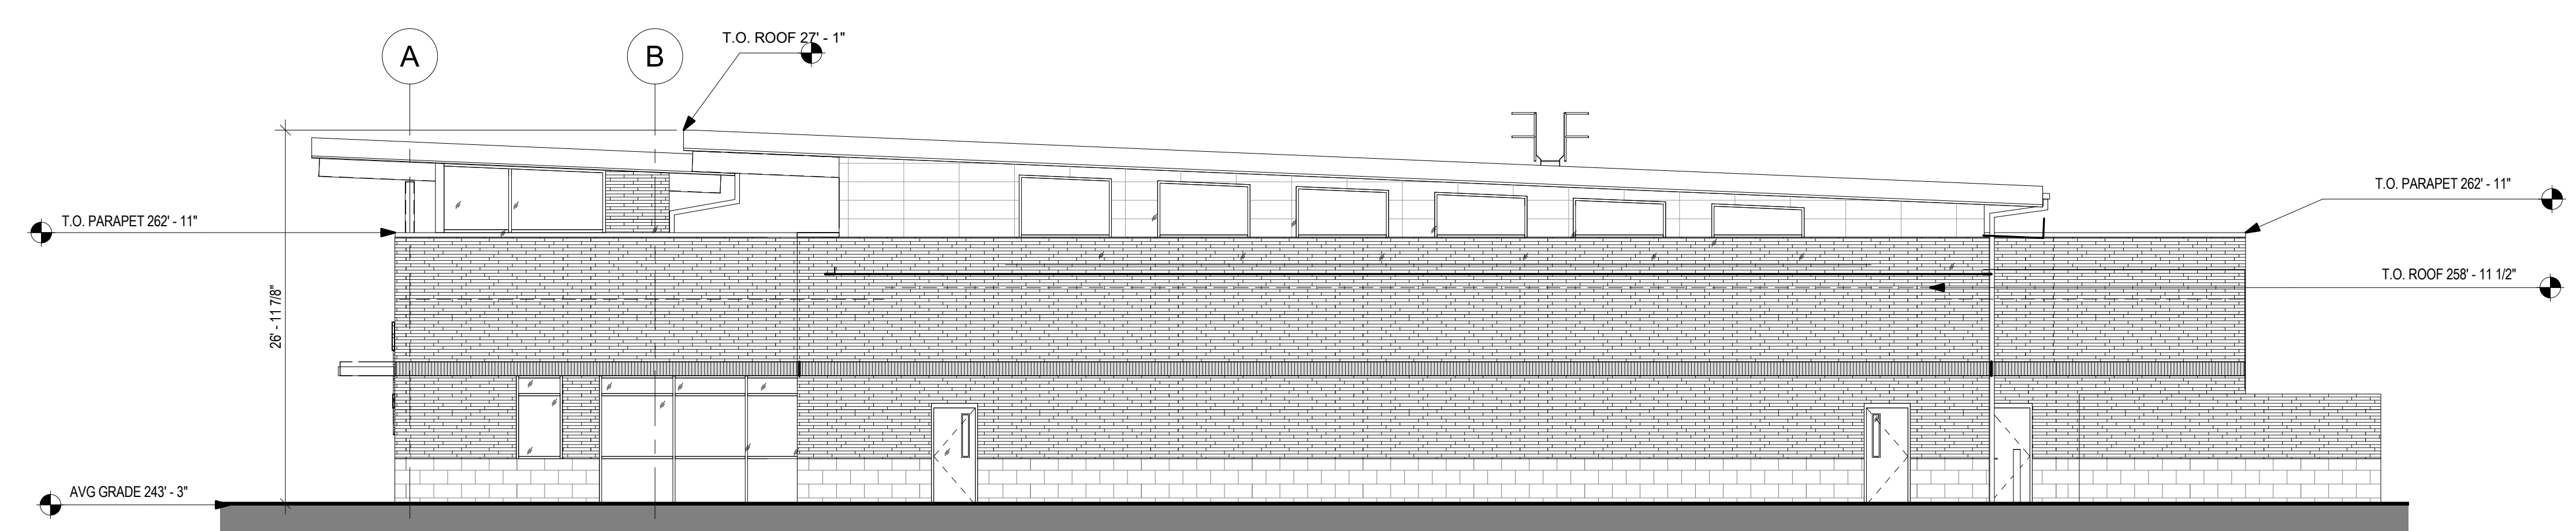 A
B
T.O. ROOF 27' - 1"
T.O. PARAPET 262' - 11"
T.O. PARAPET 262' - 11"
T.O. ROOF 258' - 11 1/2"
26' - 11 7/8"
AVG GRADE 243' - 3"